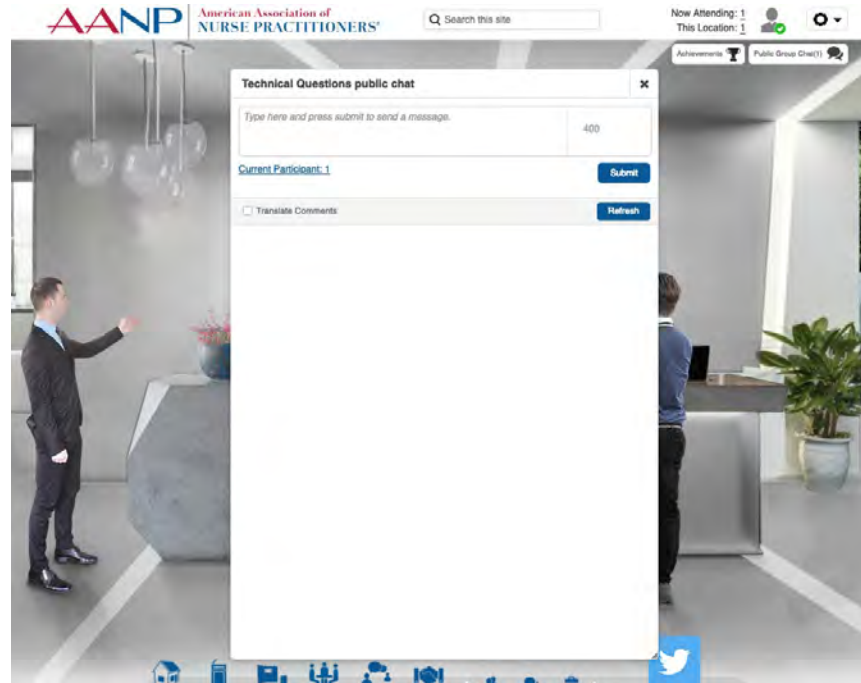 AANP
American Association of
NURSE PRACTITIONERS®
Search this site
Now Attending: 1
This Location: 1
Achievements
Public Group Chat(1)
Technical Questions public chat
Type here and press submit to send a message.
400
Current Participant: 1
Submit
Translate Comments
Refresh